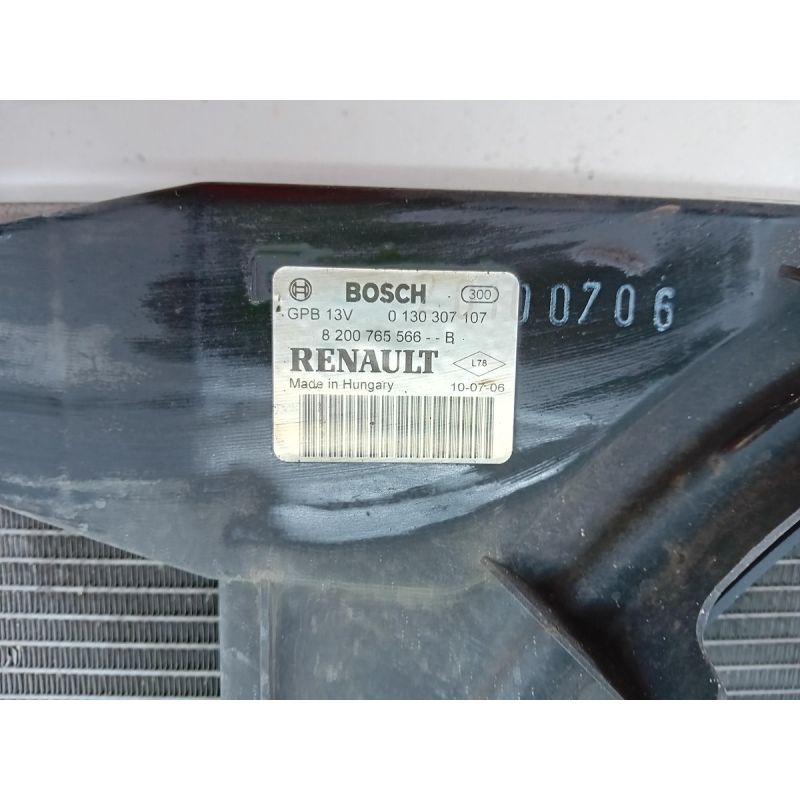 BOSCH 300
GPB 13V 0 130 307 107
8 200 765 566 - - B
RENAULT L78
Made in Hungary 10-07-06
00706